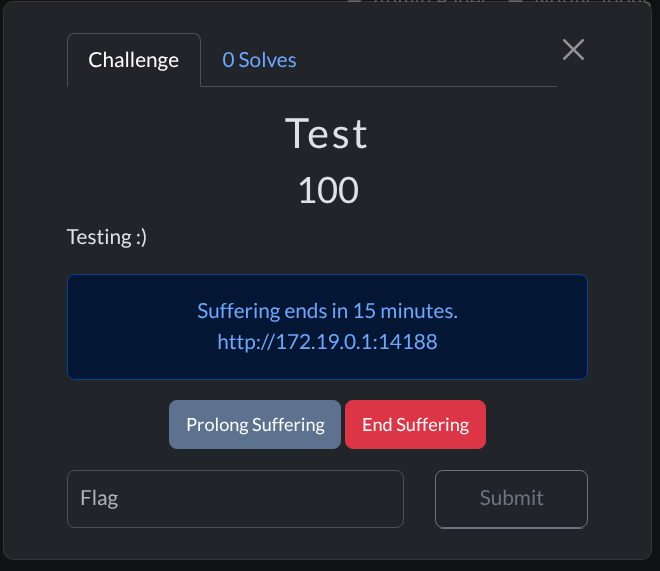 Challenge
0 Solves
Test
100
Testing :)
Suffering ends in 15 minutes.
http://172.19.0.1:14188
Prolong Suffering
End Suffering
Flag
Submit